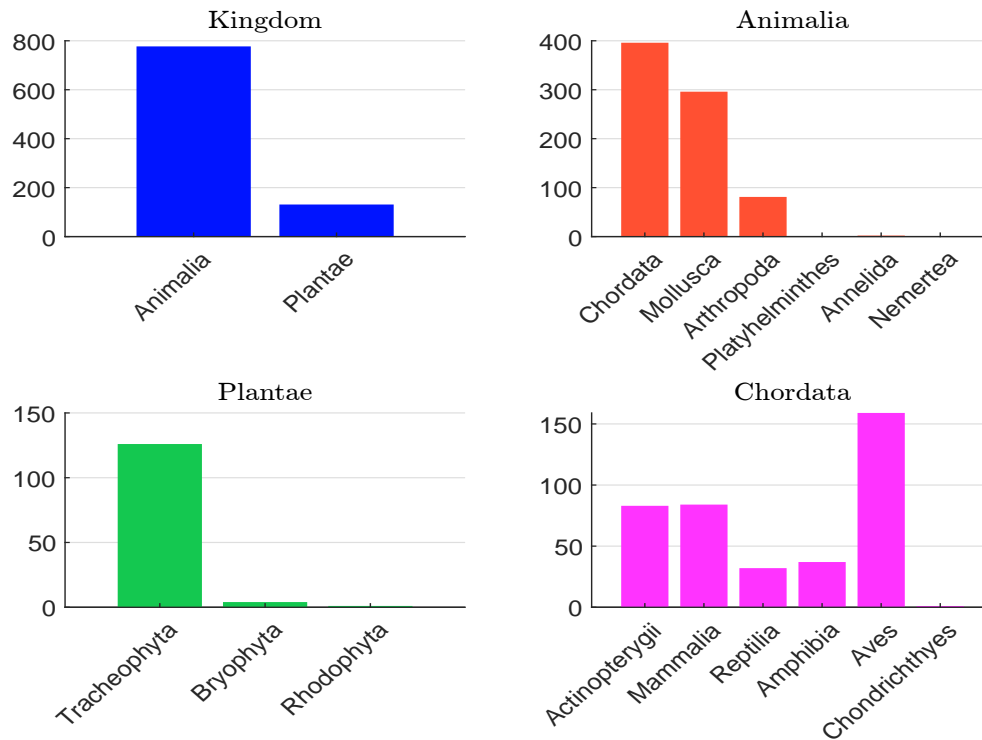 Kingdom
800
600
400
200
0
Animalia
Plantae
Animalia
400
300
200
100
0
Chordata
Mollusca
Arthropoda
Platyhelminthes
Annelida
Nemertea
Plantae
150
100
50
0
Tracheophyta
Bryophyta
Rhodophyta
Chordata
150
100
50
0
Actinopterygii
Mammalia
Reptilia
Amphibia
Aves
Chondrichthyes